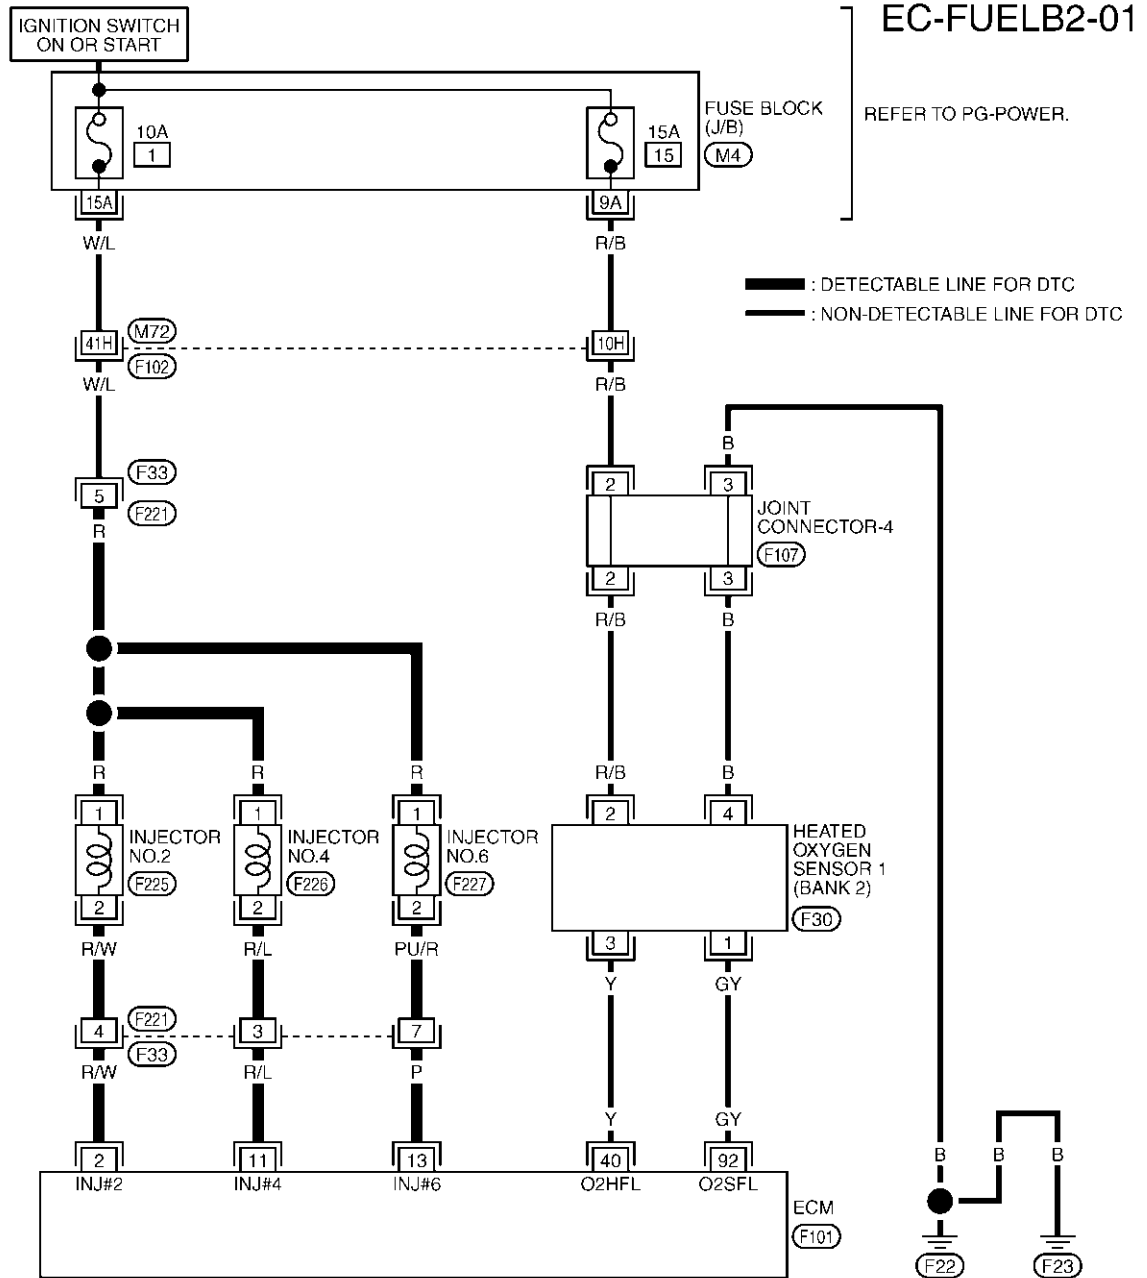 EC-FUELB2-01
IGNITION SWITCH
ON OR START
FUSE BLOCK
(J/B)
M4
REFER TO PG-POWER.
10A
1
15A
15
15A
9A
W/L
R/B
: DETECTABLE LINE FOR DTC
: NON-DETECTABLE LINE FOR DTC
41H
M72
F102
10H
W/L
R/B
B
5
F33
F221
R
2
3
JOINT
CONNECTOR-4
F107
2
3
R/B
B
R
R
R
R/B
B
1
1
1
2
4
INJECTOR
NO.2
F225
INJECTOR
NO.4
F226
INJECTOR
NO.6
F227
HEATED
OXYGEN
SENSOR 1
(BANK 2)
F30
2
2
2
3
1
R/W
R/L
PU/R
Y
GY
4
F221
F33
3
7
R/W
R/L
P
Y
GY
2
11
13
40
92
B
B
B
INJ#2
INJ#4
INJ#6
O2HFL
O2SFL
ECM
F101
F22
F23